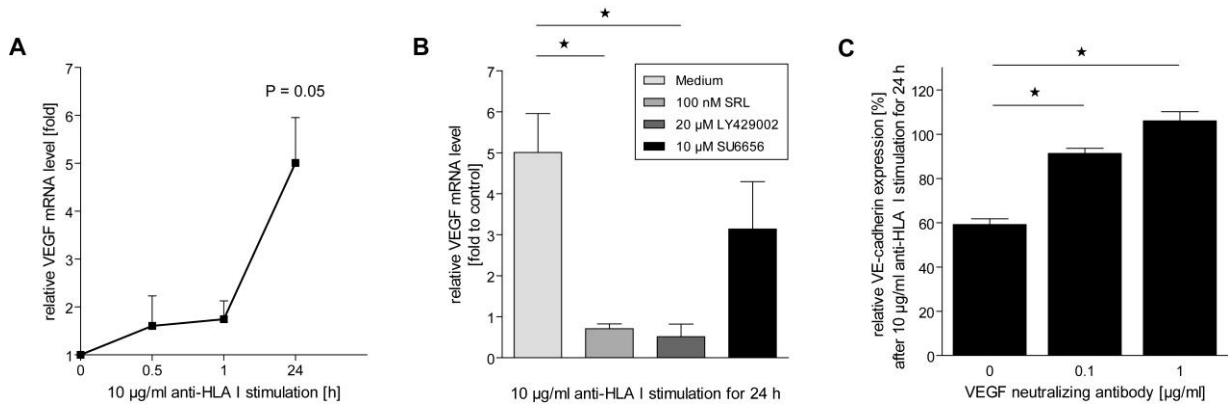 A
relative VEGF mRNA level [fold]
7
6
5
4
3
2
1
P = 0.05
0
0.5
1
24
10 µg/ml anti-HLA I stimulation [h]
B
relative VEGF mRNA level
[fold to control]
7
6
5
4
3
2
1
0
Medium
100 nM SRL
20 µM LY429002
10 µM SU6656
10 µg/ml anti-HLA I stimulation for 24 h
C
relative VE-cadherin expression [%]
after 10 µg/ml anti-HLA I stimulation for 24 h
120
100
80
60
40
20
0
0
0.1
1
VEGF neutralizing antibody [µg/ml]